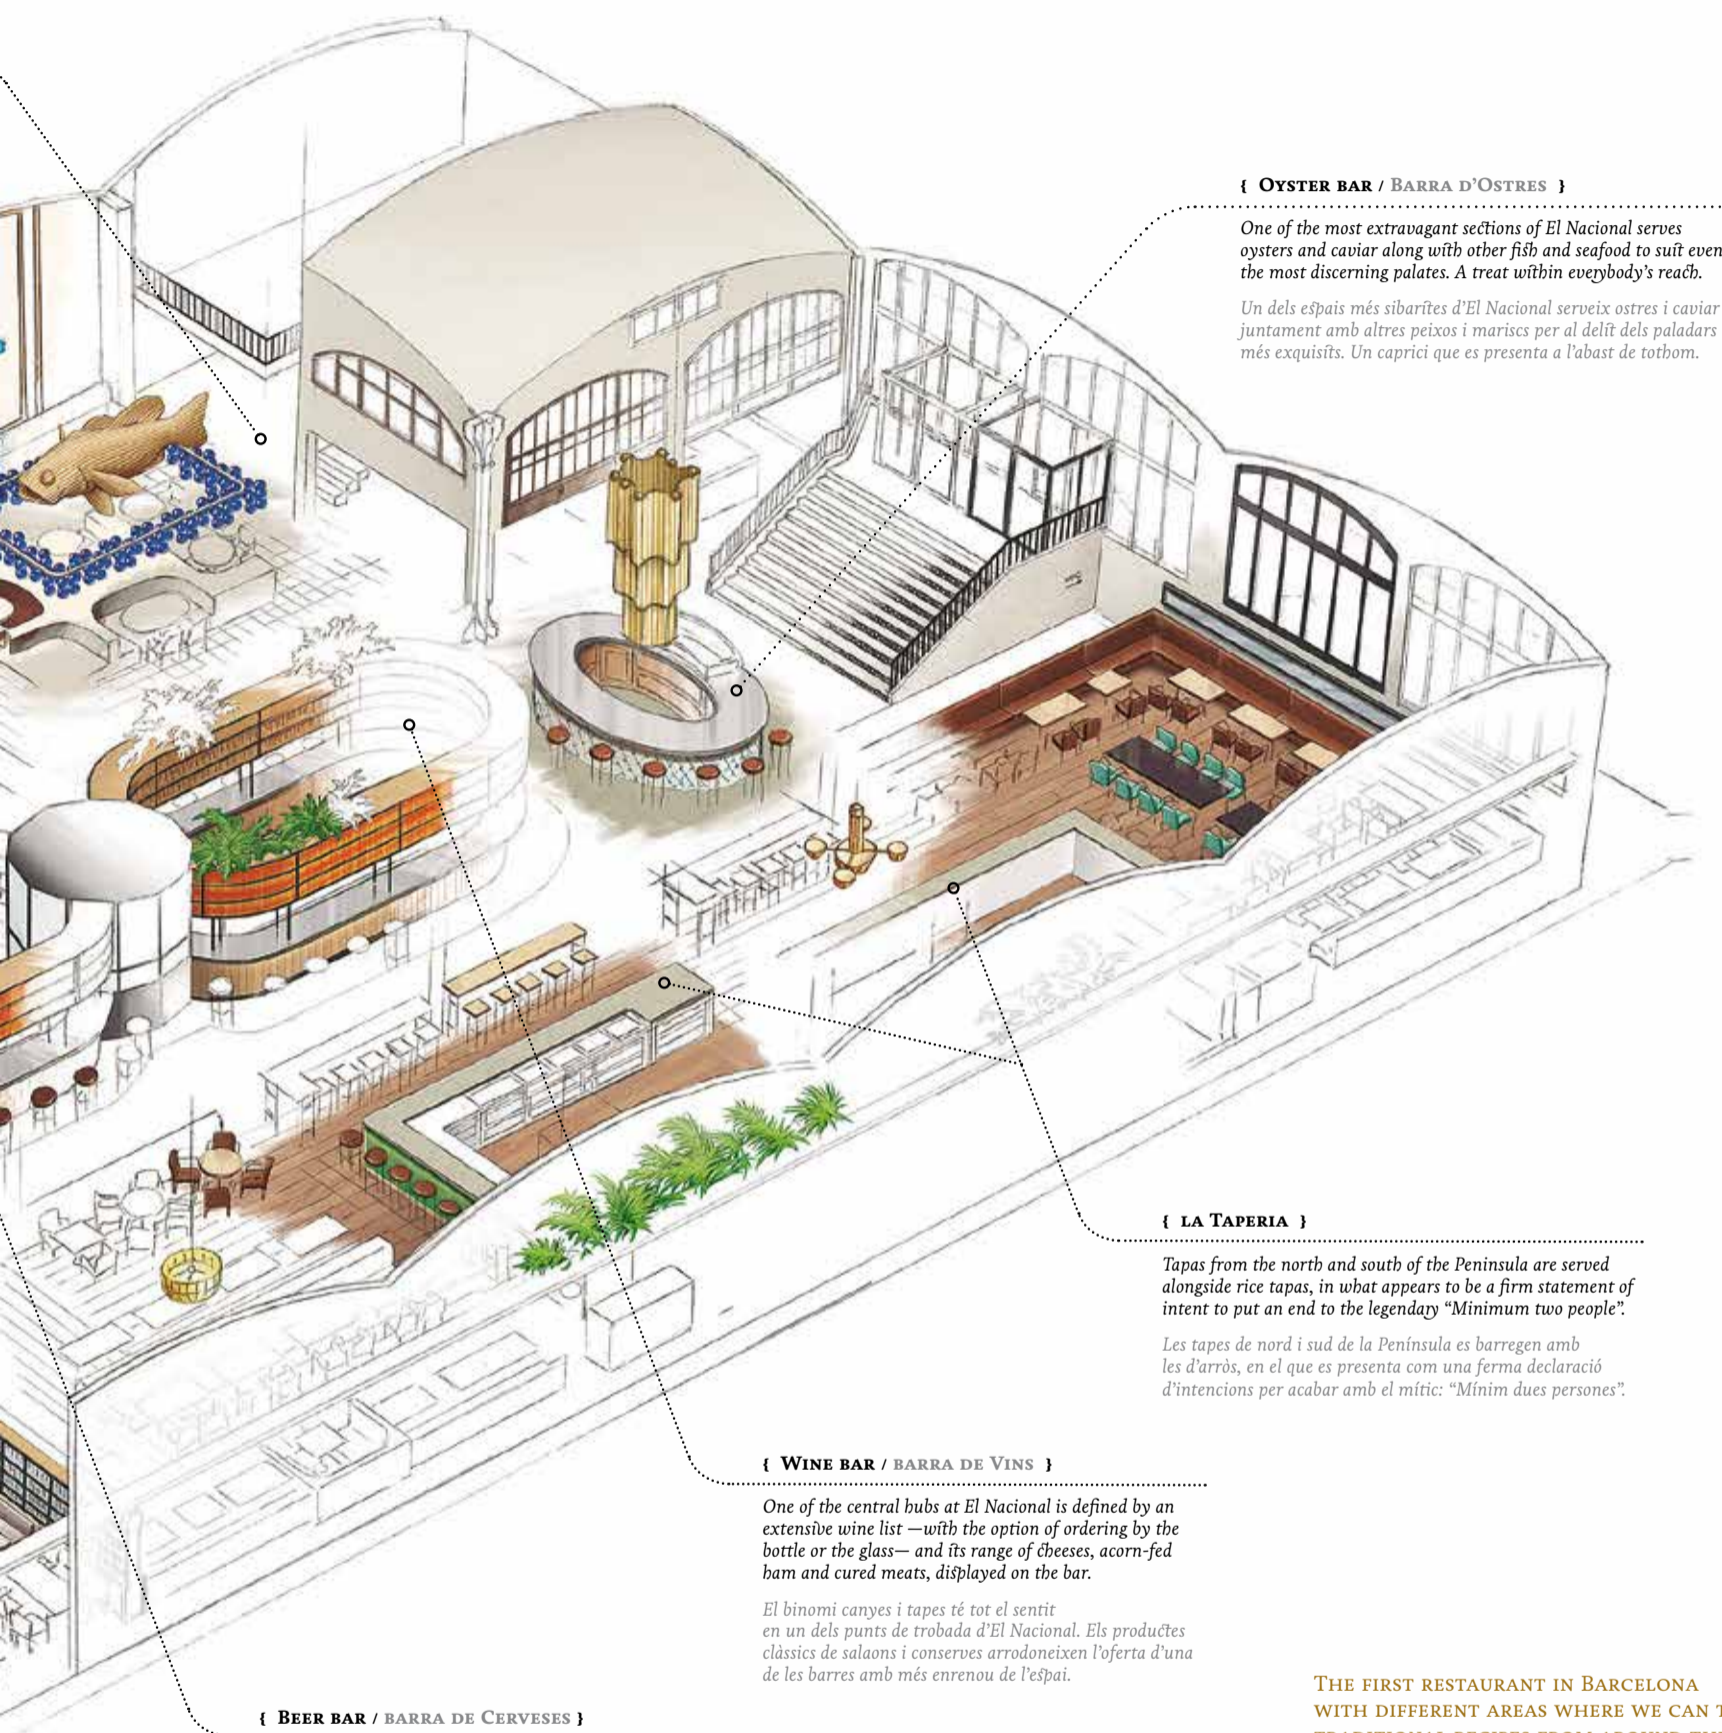 { Oyster bar / Barra d'Ostres }
One of the most extravagant sections of El Nacional serves
oysters and caviar along with other fish and seafood to suit even
the most discerning palates. A treat within everybody's reach.
Un dels espais més sibarites d'El Nacional serveix ostres i caviar
juntament amb altres peixos i mariscs per al delit dels paladars
més exquisits. Un caprici que es presenta a l'abast de tothom.
{ la Taperia }
Tapas from the north and south of the Peninsula are served
alongside rice tapas, in what appears to be a firm statement of
intent to put an end to the legendary “Minimum two people”.
Les tapes de nord i sud de la Península es barregen amb
les d'arròs, en el que es presenta com una ferma declaració
d'intencions per acabar amb el mític: “Mínim dues persones”.
{ Wine bar / barra de Vins }
One of the central hubs at El Nacional is defined by an
extensive wine list —with the option of ordering by the
bottle or the glass— and its range of cheeses, acorn-fed
ham and cured meats, displayed on the bar.
El binomi canyes i tapes té tot el sentit
en un dels punts de trobada d'El Nacional. Els productes
clàssics de salaons i conserves arrodoneixen l'oferta d'una
de les barres amb més enrenou de l'espai.
{ Beer bar / barra de Cerveses }
The first restaurant in Barcelona
with different areas where we can